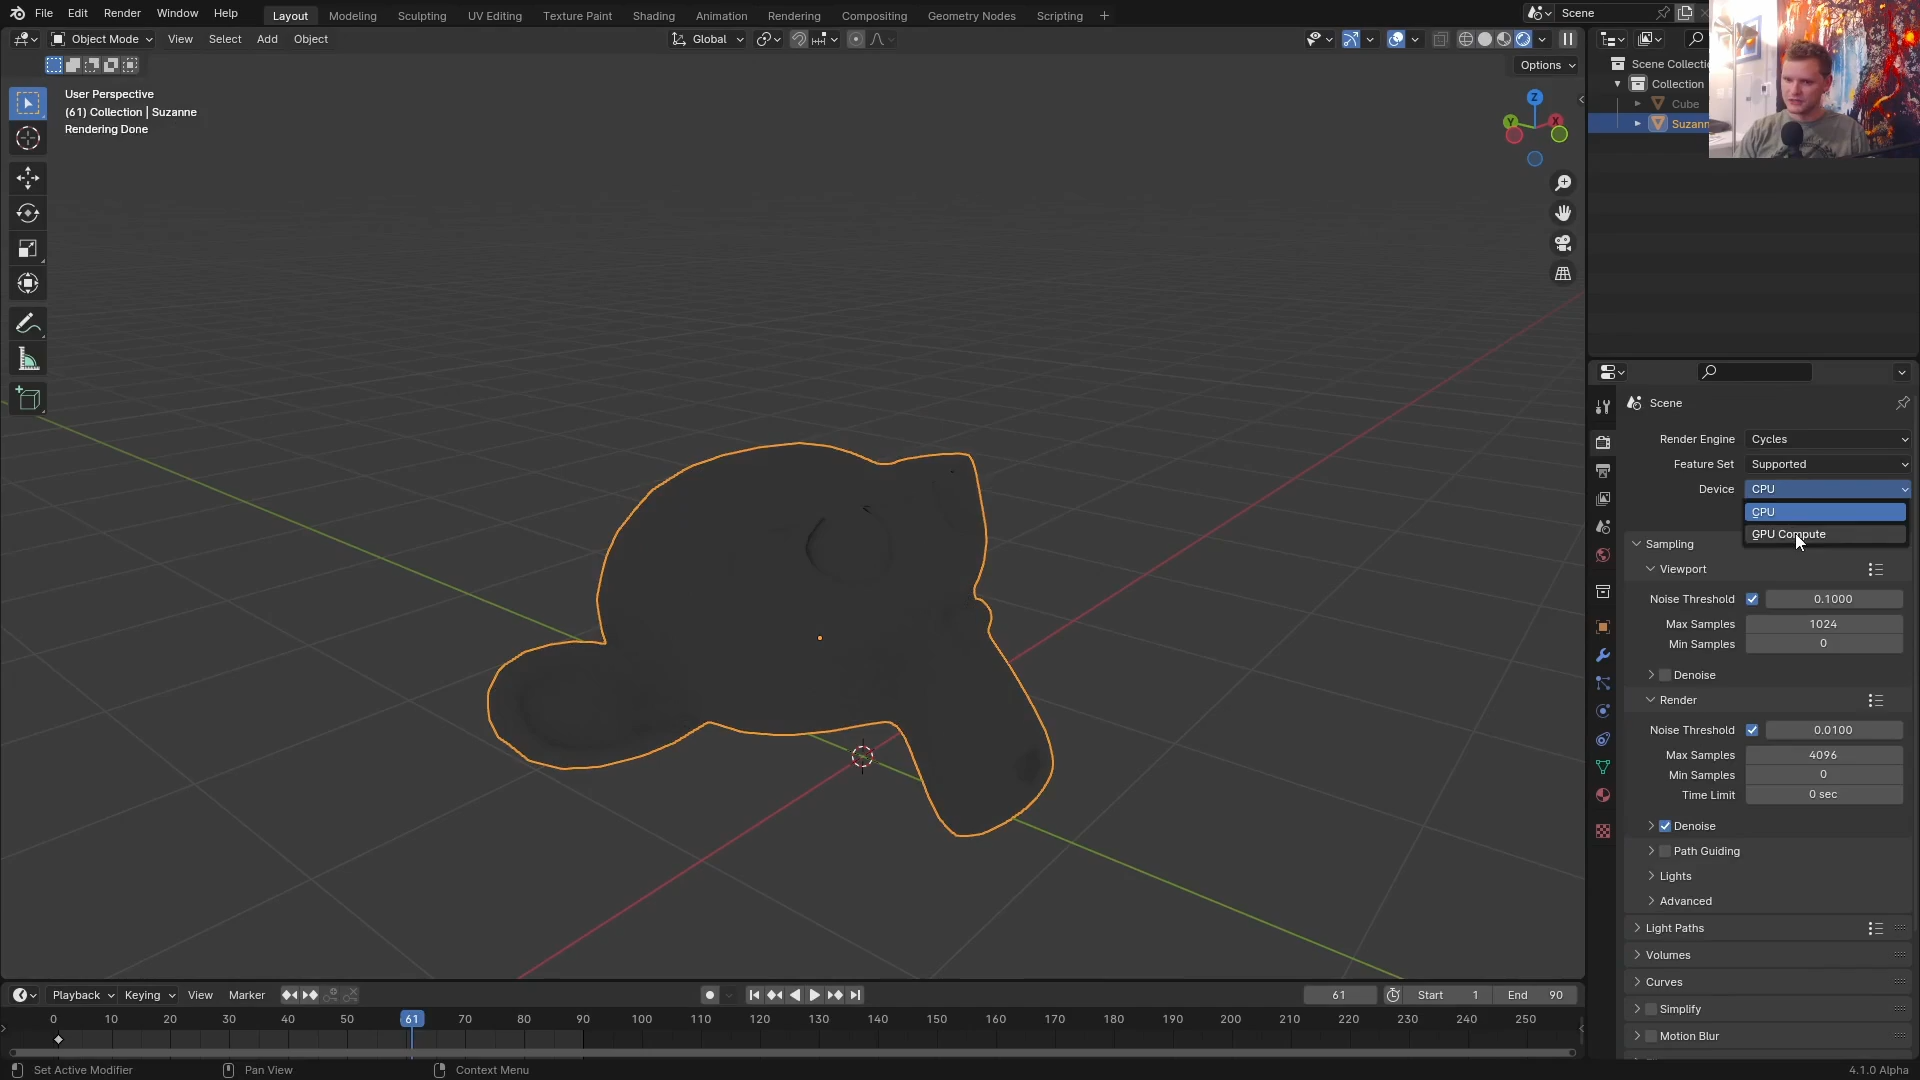 File Edit Render Window Help
Layout Modeling Sculpting UV Editing Texture Paint Shading Animation Rendering Compositing Geometry Nodes Scripting +
Scene
Object Mode View Select Add Object
Global
Options
User Perspective
(61) Collection | Suzanne
Rendering Done
Z
Y
X
Scene Collectio
Collection
Cube
Suzann
Scene
Render Engine Cycles
Feature Set Supported
Device CPU
CPU
GPU Compute
Sampling
Viewport
Noise Threshold 0.1000
Max Samples 1024
Min Samples 0
Denoise
Render
Noise Threshold 0.0100
Max Samples 4096
Min Samples 0
Time Limit 0 sec
Denoise
Path Guiding
Lights
Advanced
Light Paths
Volumes
Curves
Simplify
Motion Blur
Playback Keying View Marker
61 Start 1 End 90
0 10 20 30 40 50 61 70 80 90 100 110 120 130 140 150 160 170 180 190 200 210 220 230 240 250
Set Active Modifier Pan View Context Menu 4.1.0 Alpha